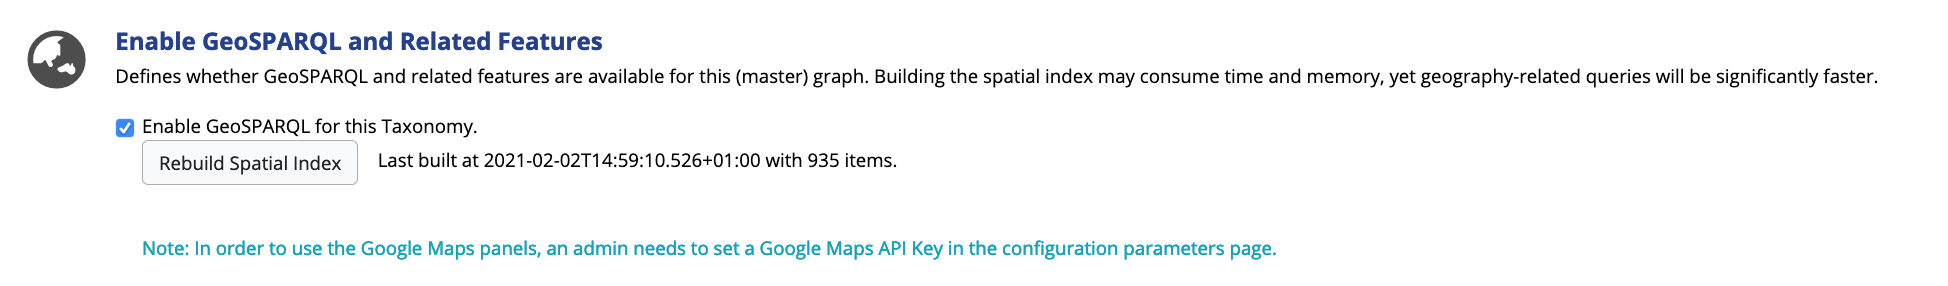 Enable GeoSPARQL and Related Features
Defines whether GeoSPARQL and related features are available for this (master) graph. Building the spatial index may consume time and memory, yet geography-related queries will be significantly faster.
Enable GeoSPARQL for this Taxonomy.
Rebuild Spatial Index Last built at 2021-02-02T14:59:10.526+01:00 with 935 items.
Note: In order to use the Google Maps panels, an admin needs to set a Google Maps API Key in the configuration parameters page.